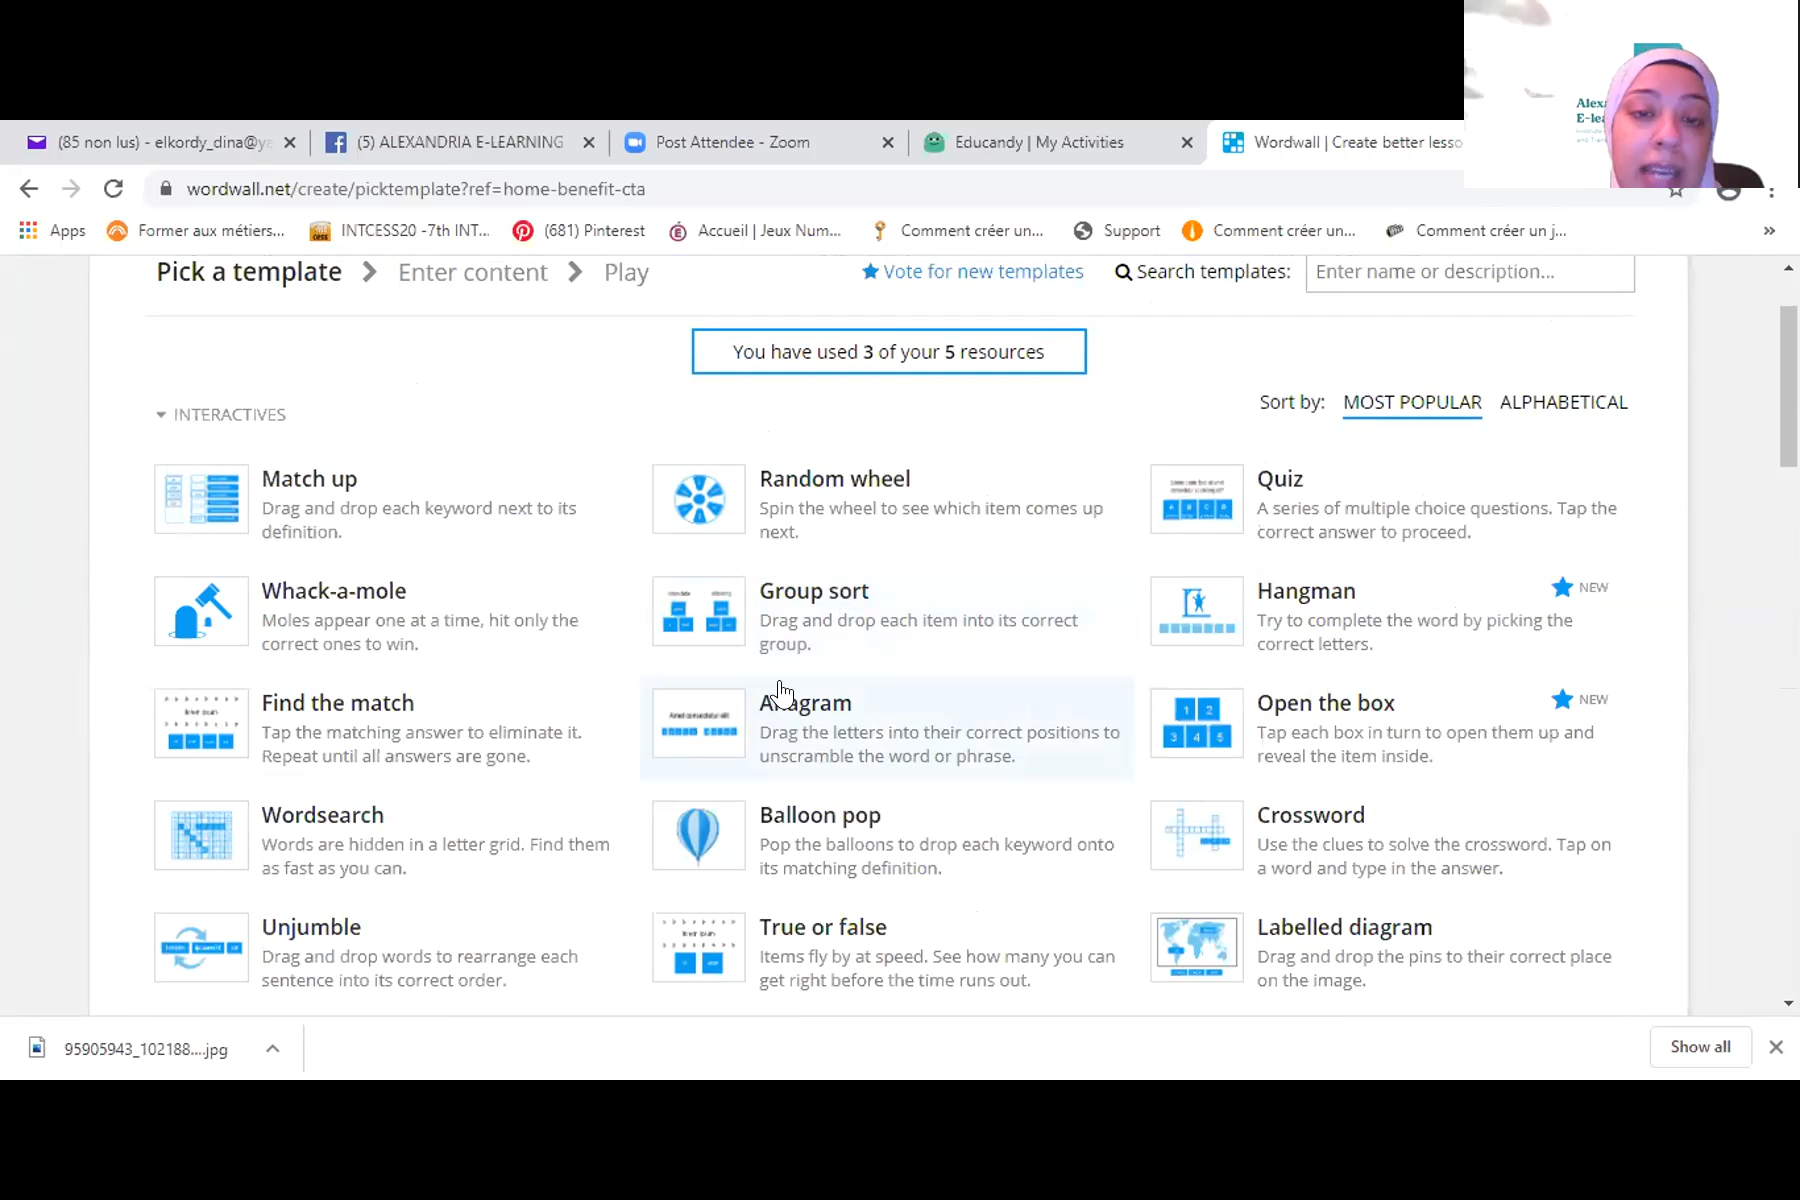 Alexa
E-lea
(85 non lus) - elkordy_dina@ya
(5) ALEXANDRIA E-LEARNING
Post Attendee - Zoom
Educandy | My Activities
Wordwall | Create better lesso
wordwall.net/create/picktemplate?ref=home-benefit-cta
Apps
Former aux métiers...
INTCESS20 -7th INT...
(681) Pinterest
Accueil | Jeux Num...
Comment créer un...
Support
Comment créer un...
Comment créer un j...
Pick a template
Enter content
Play
Vote for new templates
Search templates:
Enter name or description...
You have used 3 of your 5 resources
INTERACTIVES
Sort by:
MOST POPULAR
ALPHABETICAL
Match up
Drag and drop each keyword next to its
definition.
Random wheel
Spin the wheel to see which item comes up
next.
Quiz
A series of multiple choice questions. Tap the
correct answer to proceed.
Whack-a-mole
Moles appear one at a time, hit only the
correct ones to win.
Group sort
Drag and drop each item into its correct
group.
Hangman
NEW
Try to complete the word by picking the
correct letters.
Find the match
Tap the matching answer to eliminate it.
Repeat until all answers are gone.
Anagram
Drag the letters into their correct positions to
unscramble the word or phrase.
Open the box
NEW
Tap each box in turn to open them up and
reveal the item inside.
Wordsearch
Words are hidden in a letter grid. Find them
as fast as you can.
Balloon pop
Pop the balloons to drop each keyword onto
its matching definition.
Crossword
Use the clues to solve the crossword. Tap on
a word and type in the answer.
Unjumble
Drag and drop words to rearrange each
sentence into its correct order.
True or false
Items fly by at speed. See how many you can
get right before the time runs out.
Labelled diagram
Drag and drop the pins to their correct place
on the image.
95905943_102188....jpg
Show all